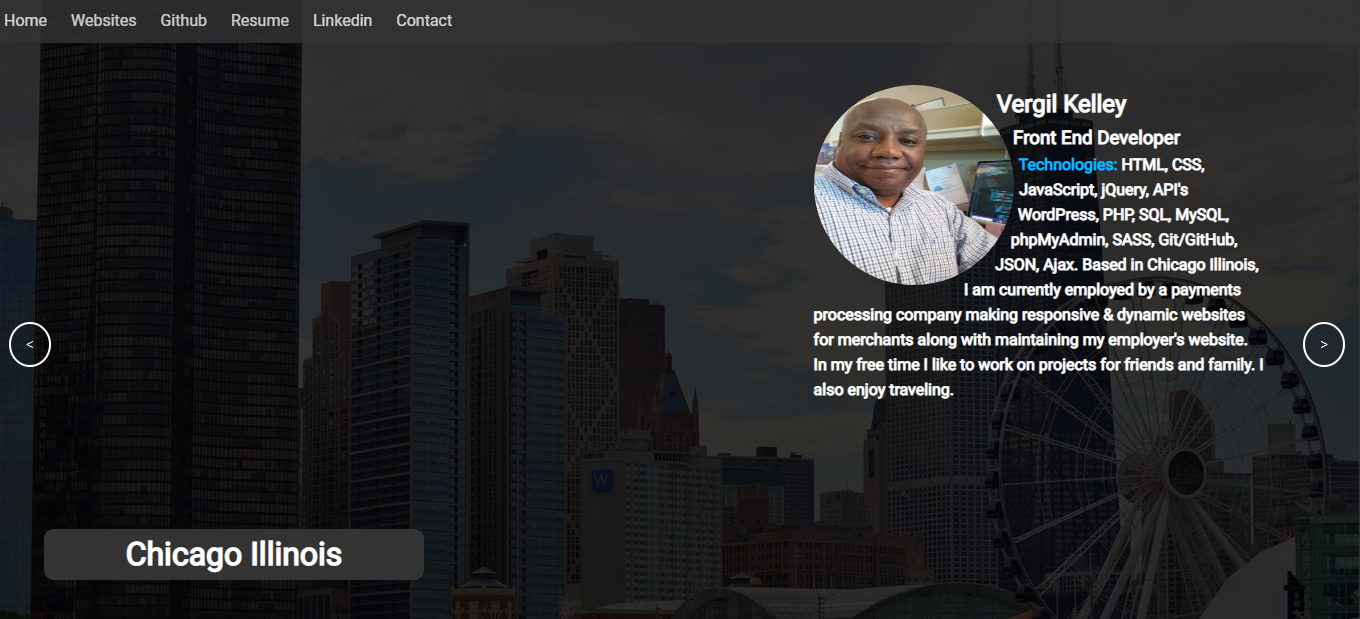 Home Websites Github Resume Linkedin Contact
Vergil Kelley
Front End Developer
Technologies: HTML, CSS,
JavaScript, jQuery, API's
WordPress, PHP, SQL, MySQL,
phpMyAdmin, SASS, Git/GitHub,
JSON, Ajax. Based in Chicago Illinois,
I am currently employed by a payments
processing company making responsive & dynamic websites
for merchants along with maintaining my employer's website.
In my free time I like to work on projects for friends and family. I
also enjoy traveling.
<
>
W
Chicago Illinois